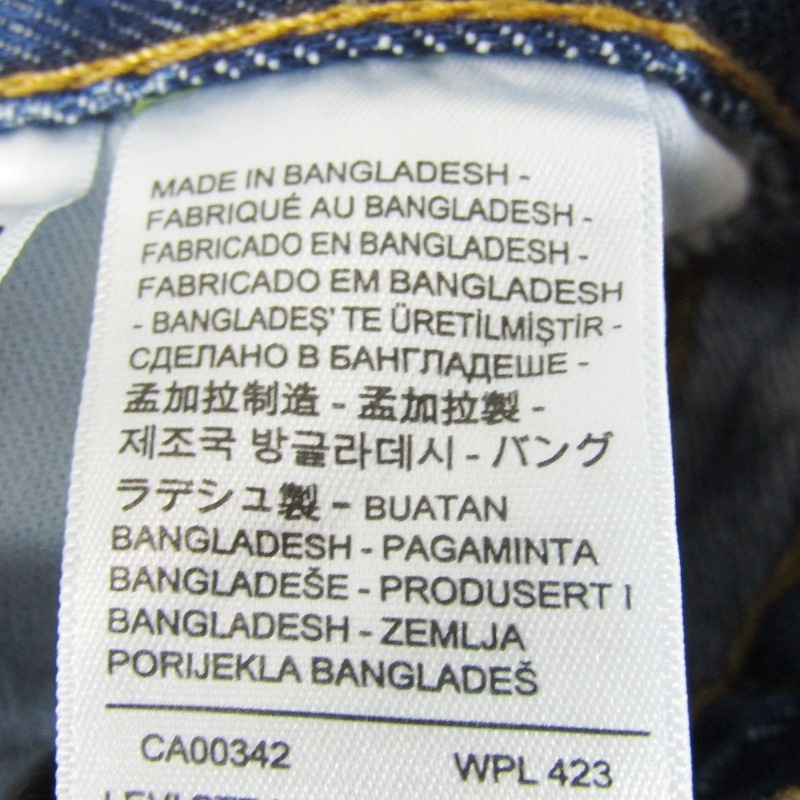 MADE IN BANGLADESH -
FABRIQUÉ AU BANGLADESH -
FABRICADO EN BANGLADESH -
FABRICADO EM BANGLADESH
- BANGLADEŞ' TE ÜRETİLMİŞTİR -
СДЕЛАНО В БАНГЛАДЕШЕ -
孟加拉制造 - 孟加拉製 -
제조국 방글라데시 - バング
ラデシュ製 - BUATAN
BANGLADESH - PAGAMINTA
BANGLADEŠE - PRODUSERT I
BANGLADESH - ZEMLJA
PORIJEKLA BANGLADEŠ
CA00342 WPL 423